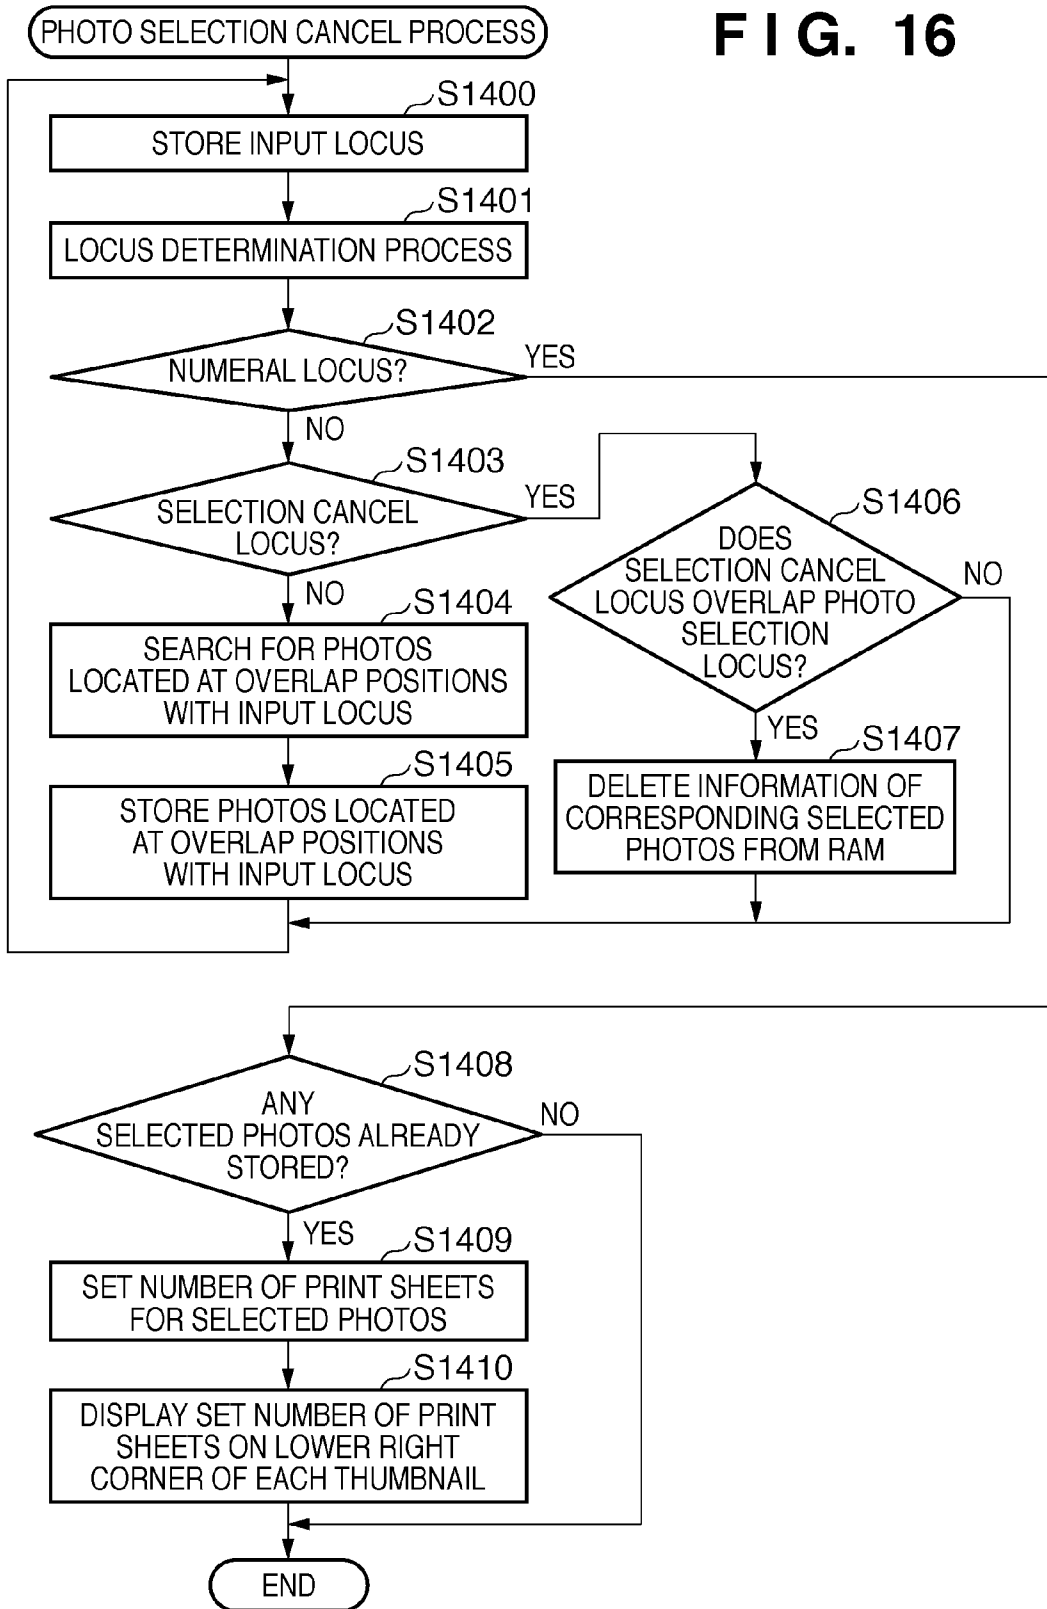 PHOTO SELECTION CANCEL PROCESS
FIG. 16
S1400
STORE INPUT LOCUS
S1401
LOCUS DETERMINATION PROCESS
S1402
NUMERAL LOCUS?
YES
NO
S1403
SELECTION CANCEL
LOCUS?
YES
NO
S1404
SEARCH FOR PHOTOS
LOCATED AT OVERLAP POSITIONS
WITH INPUT LOCUS
S1405
STORE PHOTOS LOCATED
AT OVERLAP POSITIONS
WITH INPUT LOCUS
S1406
DOES
SELECTION CANCEL
LOCUS OVERLAP PHOTO
SELECTION
LOCUS?
NO
YES
S1407
DELETE INFORMATION OF
CORRESPONDING SELECTED
PHOTOS FROM RAM
S1408
ANY
SELECTED PHOTOS ALREADY
STORED?
NO
YES
S1409
SET NUMBER OF PRINT SHEETS
FOR SELECTED PHOTOS
S1410
DISPLAY SET NUMBER OF PRINT
SHEETS ON LOWER RIGHT
CORNER OF EACH THUMBNAIL
END